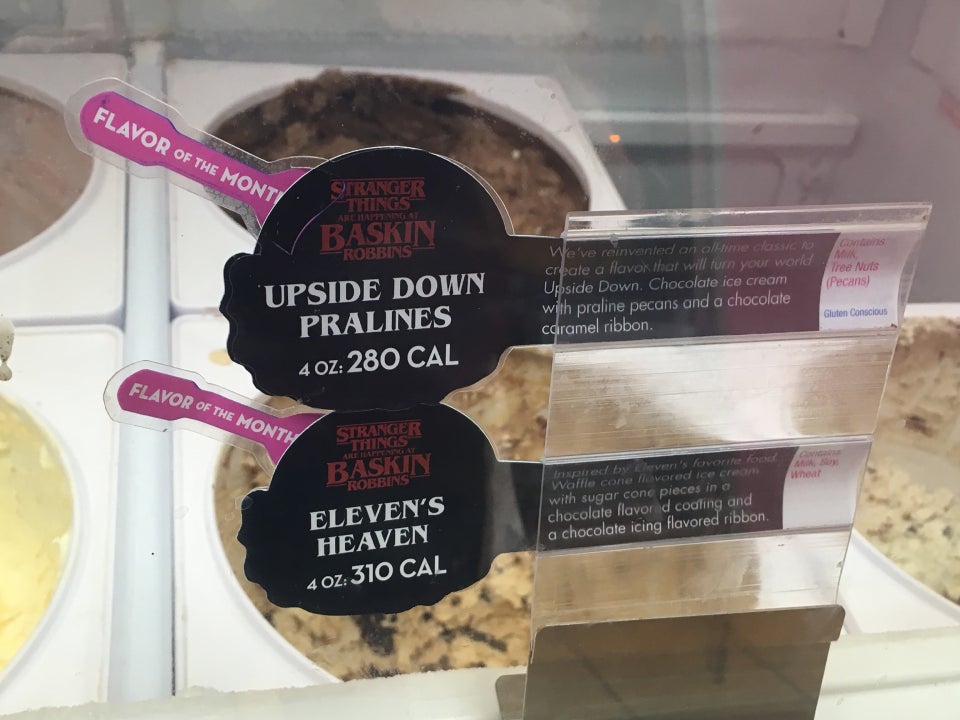 FLAVOR OF THE MONTH
STRANGER
THINGS
ARE HAPPENING AT
BASKIN
ROBBINS
UPSIDE DOWN
PRALINES
4 OZ: 280 CAL
We've reinvented an all-time classic to
create a flavor that will turn your world
Upside Down. Chocolate ice cream
with praline pecans and a chocolate
caramel ribbon.
Contains
Milk,
Tree Nuts
(Pecans)
Gluten Conscious
FLAVOR OF THE MONTH
STRANGER
THINGS
ARE HAPPENING AT
BASKIN
ROBBINS
ELEVEN'S
HEAVEN
4 OZ: 310 CAL
Inspired by Eleven's favorite food.
Waffle cone flavored ice cream
with sugar cone pieces in a
chocolate flavored coating and
a chocolate icing flavored ribbon.
Contains
Milk, Soy,
Wheat